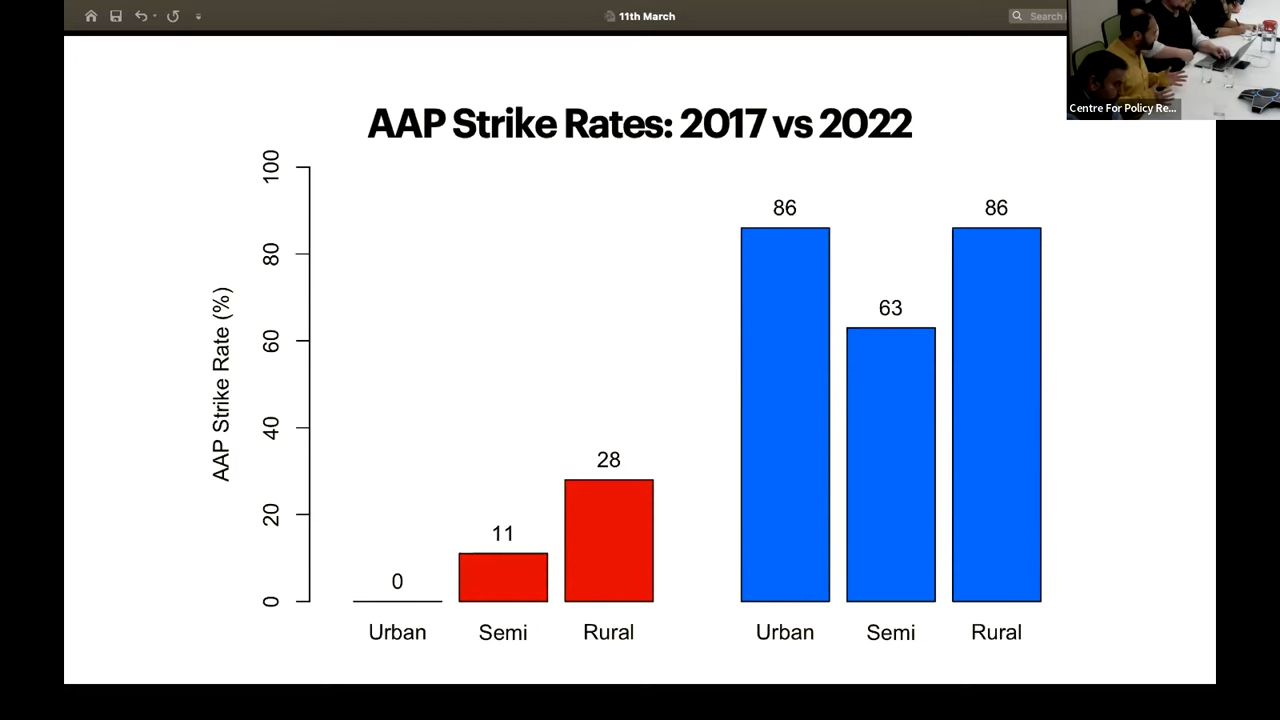 11th March
Search
Centre For Policy Re...
AAP Strike Rates: 2017 vs 2022
AAP Strike Rate (%)
100
80
60
40
20
0
0
11
28
86
63
86
Urban
Semi
Rural
Urban
Semi
Rural